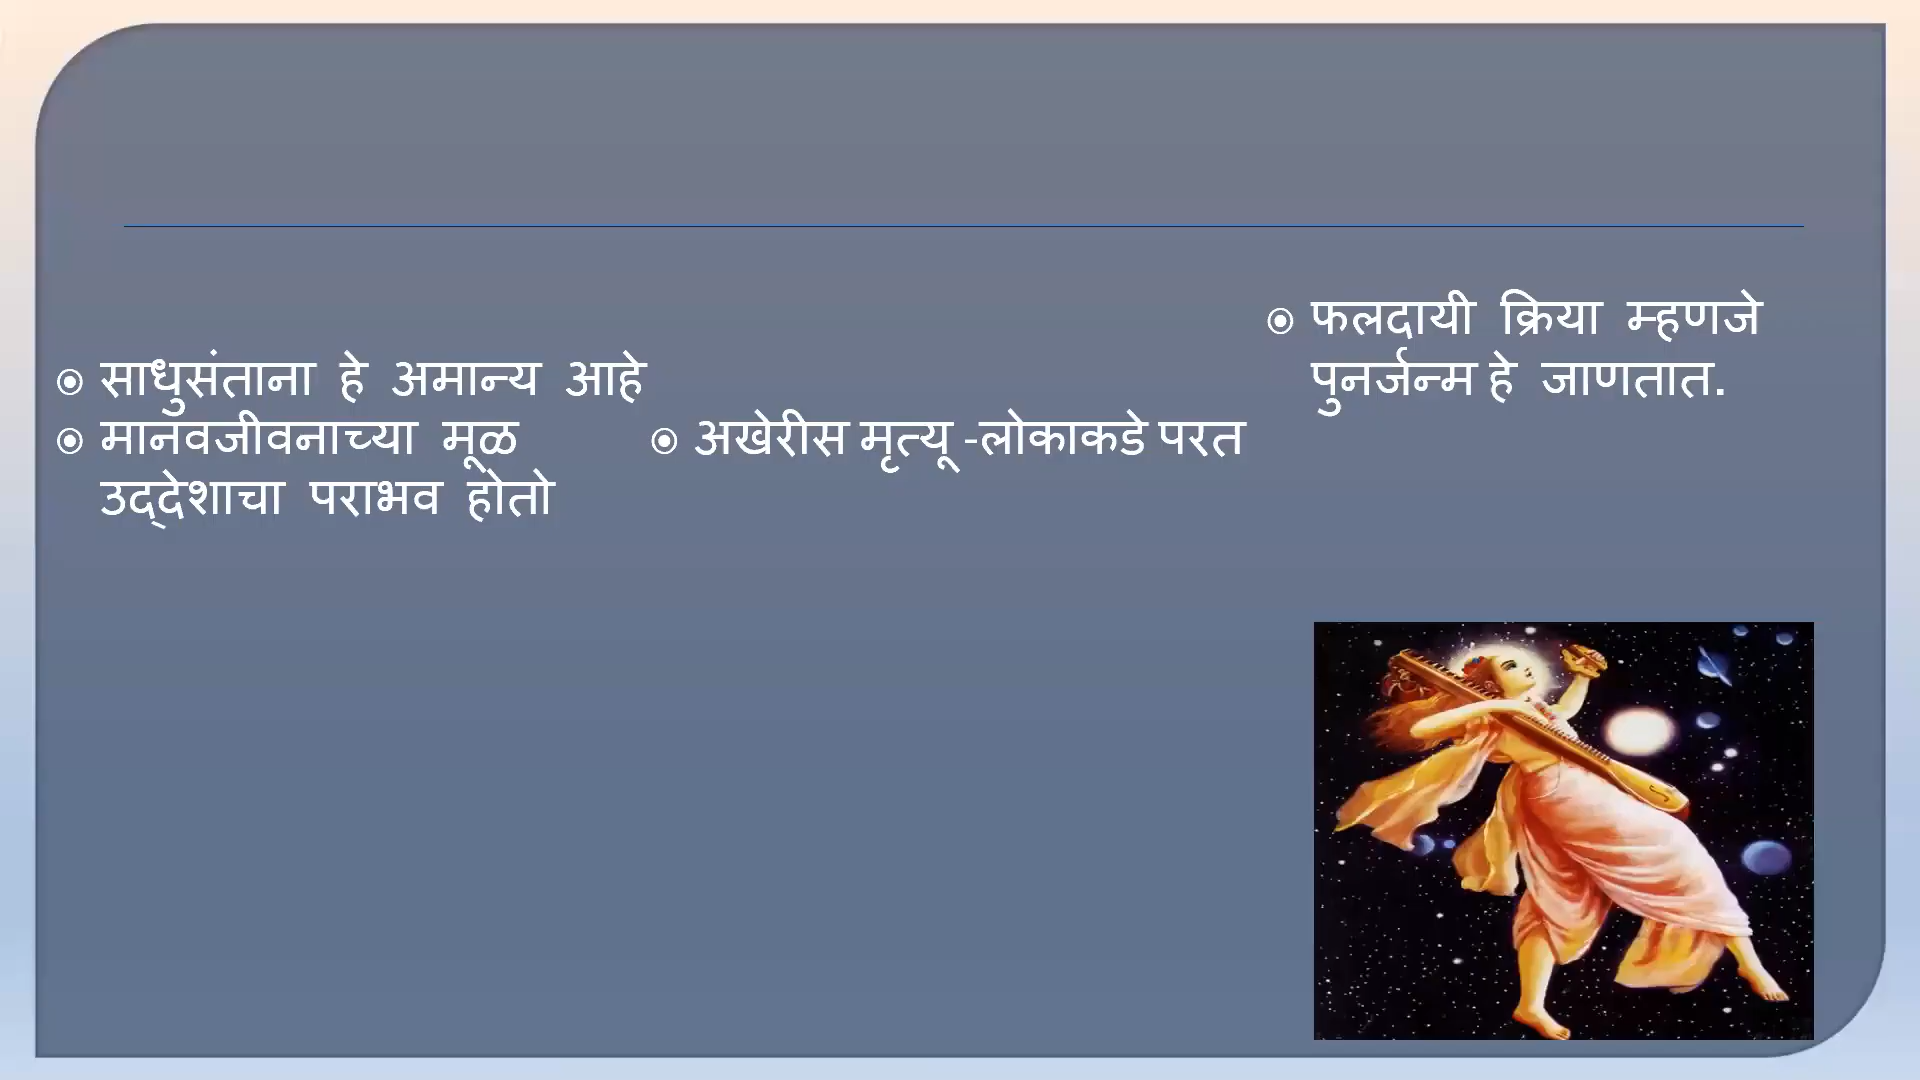 साधुसंताना हे अमान्य आहे
मानवजीवनाच्या मूळ
उद्देशाचा पराभव होतो
अखेरीस मृत्यू -लोकाकडे परत
फलदायी क्रिया म्हणजे
पुनर्जन्म हे जाणतात.